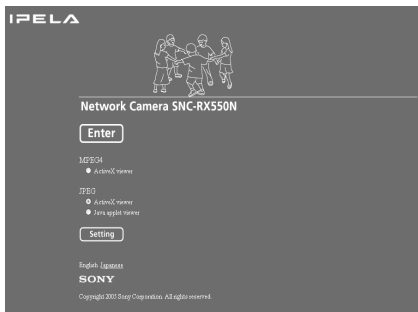 IPELA
Network Camera SNC-RX550N
Enter
MPEG4
ActiveX viewer
JPEG
ActiveX viewer
Java applet viewer
Setting
English Japanese
SONY
Copyright 2005 Sony Corporation. All rights reserved.